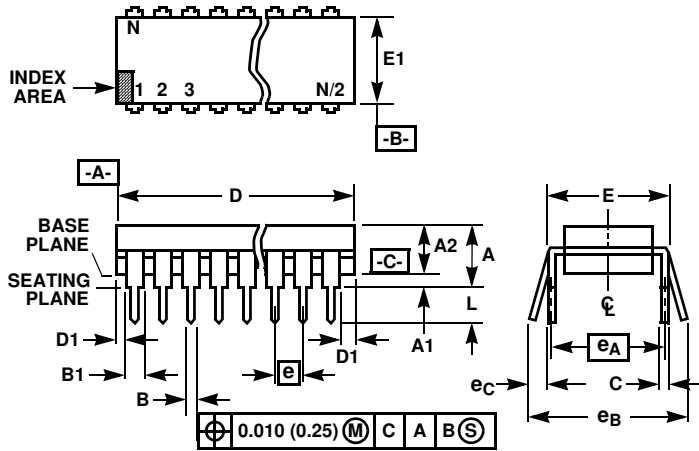 N
INDEX
AREA
1 2 3 N/2
E1
-B-
-A-
D
E
BASE
PLANE
A2
A
-C-
SEATING
PLANE
L
C
L
D1
A1
D1
e
eA
B1
eC
C
B
eB
0.010 (0.25) M C A B S